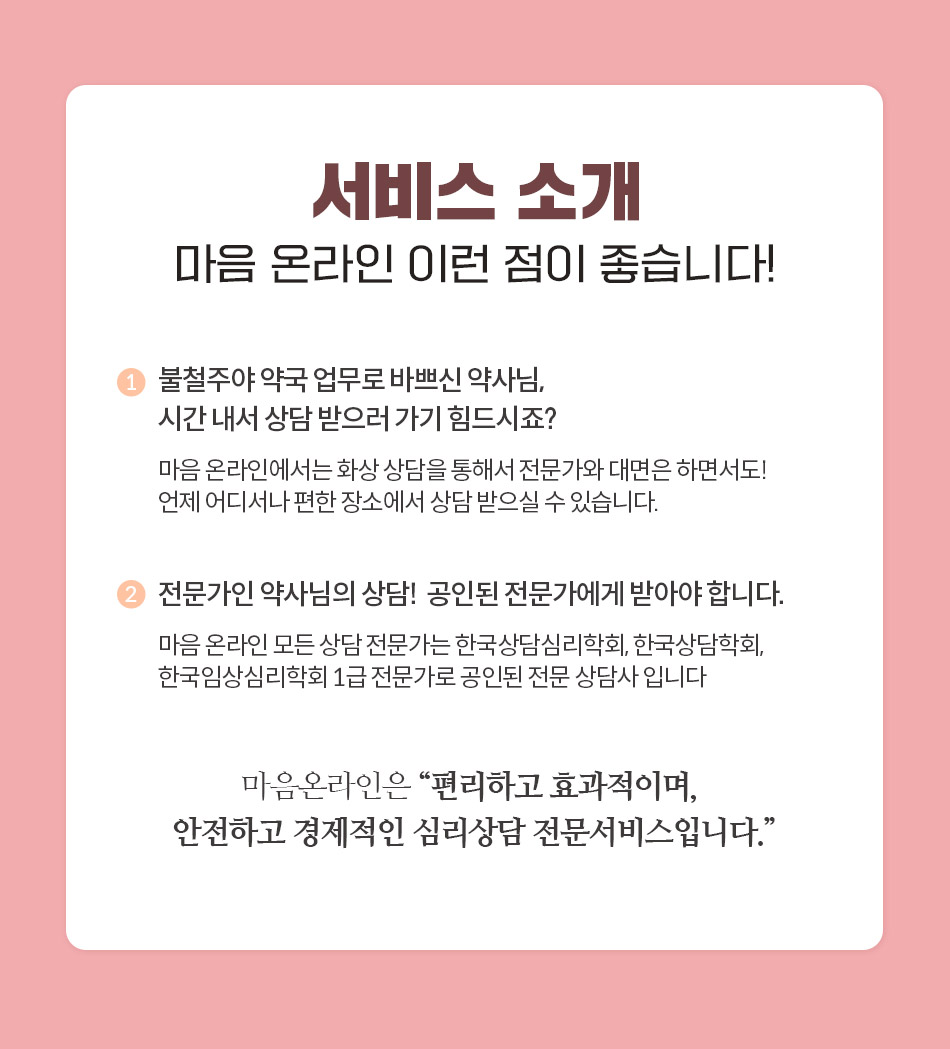 서비스 소개
마음 온라인 이런 점이 좋습니다!
1 불철주야 약국 업무로 바쁘신 약사님,
시간 내서 상담 받으러 가기 힘드시죠?
마음 온라인에서는 화상 상담을 통해서 전문가와 대면은 하면서도!
언제 어디서나 편한 장소에서 상담 받으실 수 있습니다.
2 전문가인 약사님의 상담! 공인된 전문가에게 받아야 합니다.
마음 온라인 모든 상담 전문가는 한국상담심리학회, 한국상담학회,
한국임상심리학회 1급 전문가로 공인된 전문 상담사 입니다
마음온라인은 “편리하고 효과적이며,
안전하고 경제적인 심리상담 전문서비스입니다.”